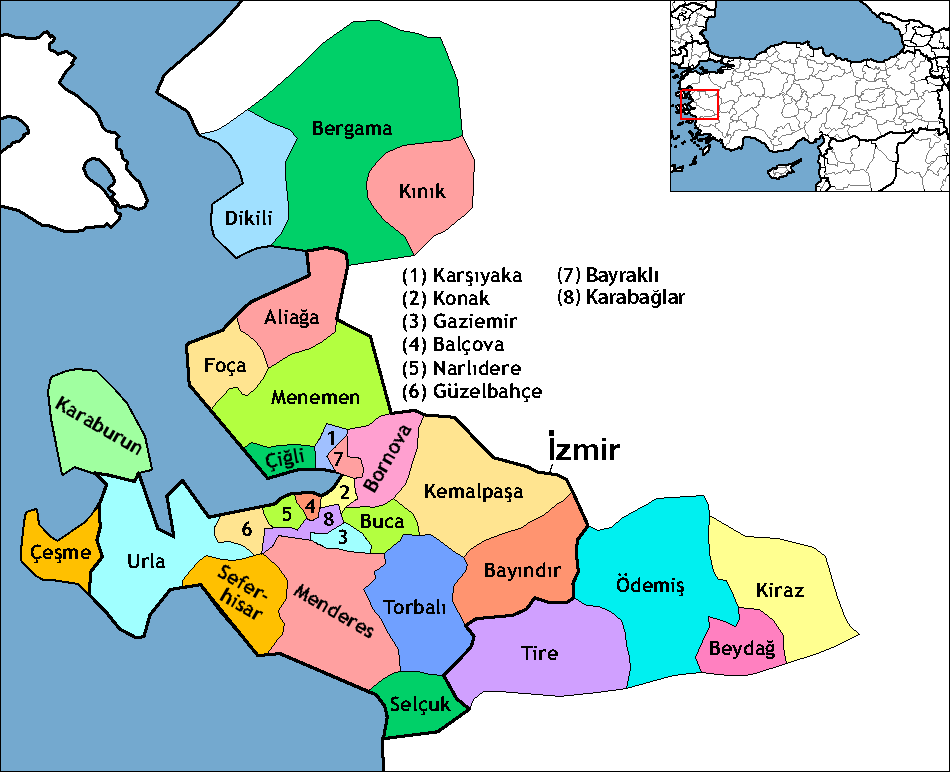 Bergama
Kınık
Dikili
(1) Karşıyaka
(2) Konak
(3) Gaziemir
(4) Balçova
(5) Narlıdere
(6) Güzelbahçe
(7) Bayraklı
(8) Karabağlar
Aliağa
Foça
Menemen
Karaburun
Çiğli
1
7
Bornova
İzmir
Kemalpaşa
2
4
5
8
6
3
Buca
Çeşme
Urla
Sefer-
hisar
Menderes
Torbalı
Bayındır
Ödemiş
Kiraz
Beydağ
Tire
Selçuk